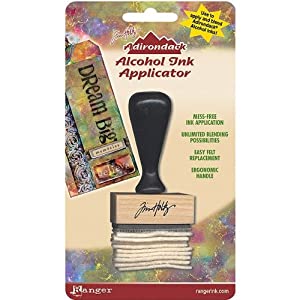 Adirondack
Alcohol Ink
Applicator
Use to
apply and blend
Adirondack
Alcohol Inks!
DREAM BIG
MESS-FREE
INK APPLICATION
UNLIMITED BLENDING
POSSIBILITIES
EASY FELT
REPLACEMENT
ERGONOMIC
HANDLE
Tim Holtz
Ranger
rangerink.com